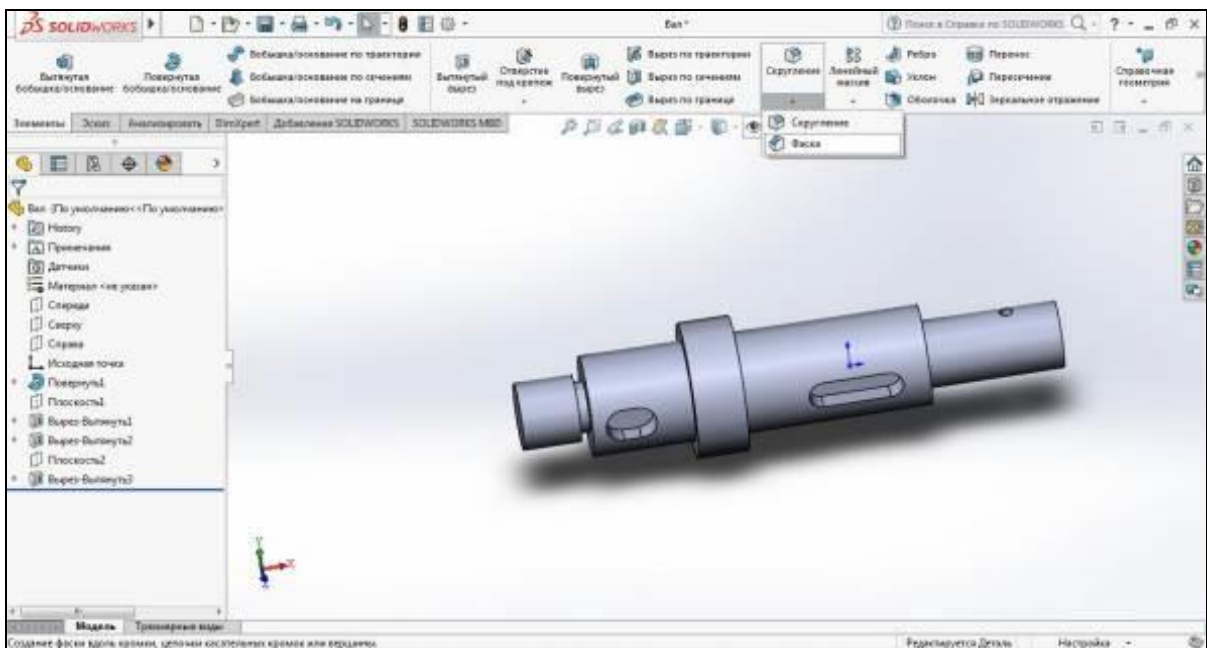 SOLIDWORKS
Вал *
Поиск в Справка по SOLIDWORKS
Вытянутая бобышка/основание
Повернутая бобышка/основание
Бобышка/основание по траектории
Бобышка/основание по сечениям
Бобышка/основание на границе
Вытянутый вырез
Отверстие под крепеж
Повернутый вырез
Вырез по траектории
Вырез по сечениям
Вырез по границе
Скругление
Линейный массив
Ребро
Уклон
Оболочка
Перенос
Пересечение
Зеркальное отражение
Справочная геометрия
Элементы
Эскиз
Анализировать
DimXpert
Добавления SOLIDWORKS
SOLIDWORKS MBD
Скругление
Фаска
Вал (По умолчанию<<По умолчанию>
History
Примечания
Датчики
Материал <не указан>
Спереди
Сверху
Справа
Исходная точка
Повернуть1
Плоскость1
Вырез-Вытянуть1
Вырез-Вытянуть2
Плоскость2
Вырез-Вытянуть3
Y
X
Модель
Трехмерные виды
Создание фаски вдоль кромки, цепочки касательных кромок или вершины.
Редактируется Деталь
Настройка